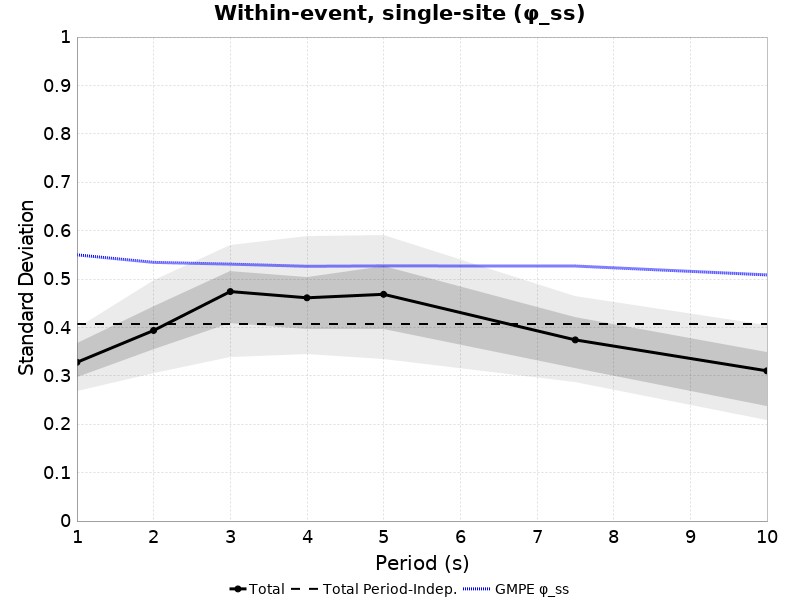 Within-event, single-site (φ_ss)
Standard Deviation
1
0.9
0.8
0.7
0.6
0.5
0.4
0.3
0.2
0.1
0
1 2 3 4 5 6 7 8 9 10
Period (s)
Total Total Period-Indep. GMPE φ_ss